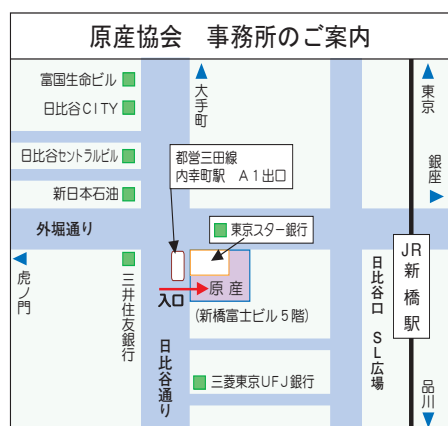 原産協会　事務所のご案内
富国生命ビル
日比谷CITY
大手町
東京
日比谷セントラルビル
都営三田線
内幸町駅　A1出口
銀座
新日本石油
外堀通り
東京スター銀行
虎ノ門
三井住友銀行
入口
原 産
(新橋富士ビル5階)
日比谷口　SL広場
JR新橋駅
日比谷通り
三菱東京UFJ銀行
品川